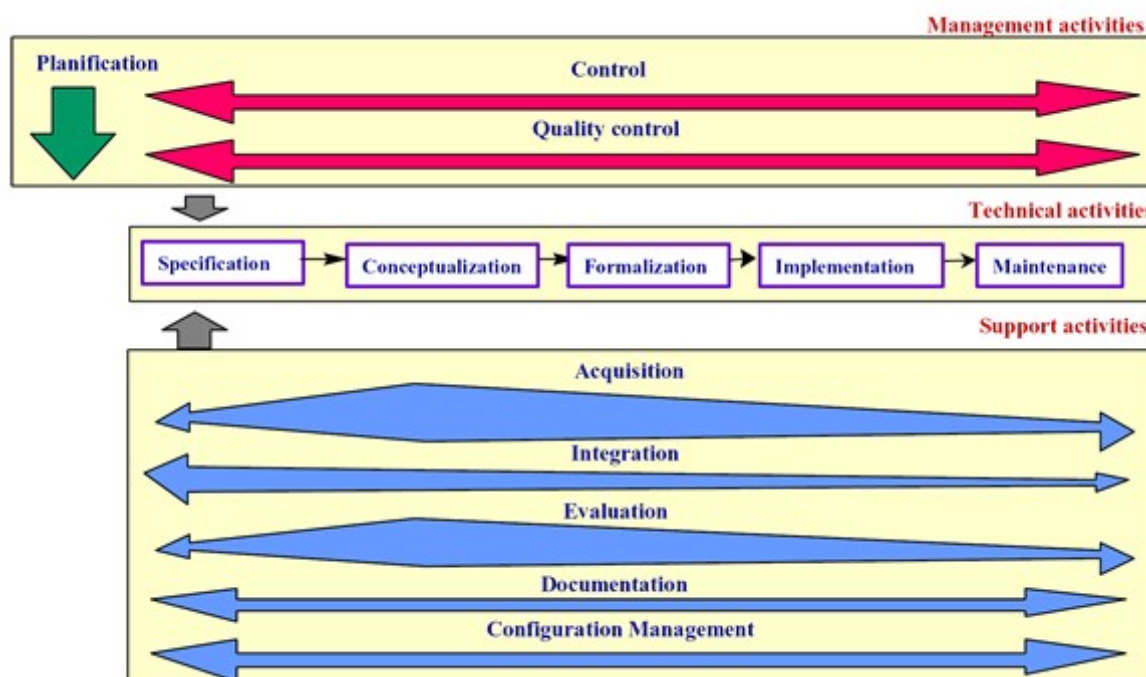 Management activities
Planification
Control
Quality control
Technical activities
Specification
Conceptualization
Formalization
Implementation
Maintenance
Support activities
Acquisition
Integration
Evaluation
Documentation
Configuration Management